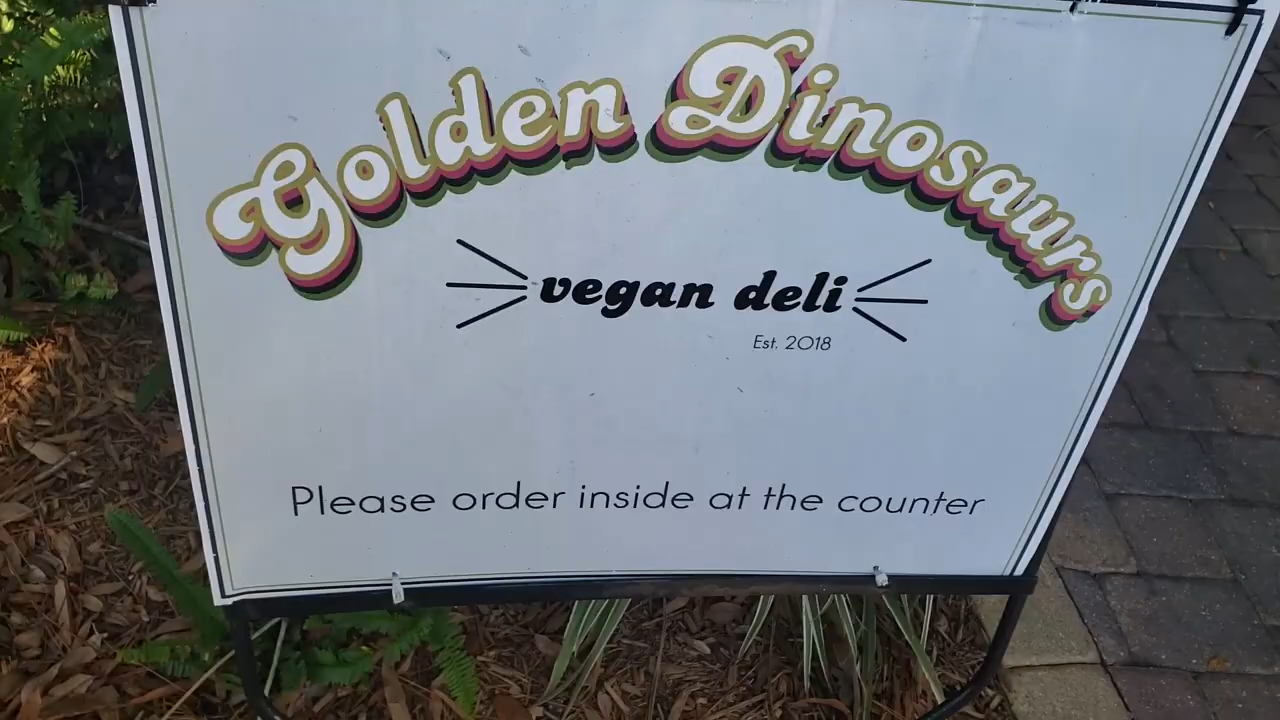 Golden Dinosaurs
vegan deli
Est. 2018
Please order inside at the counter